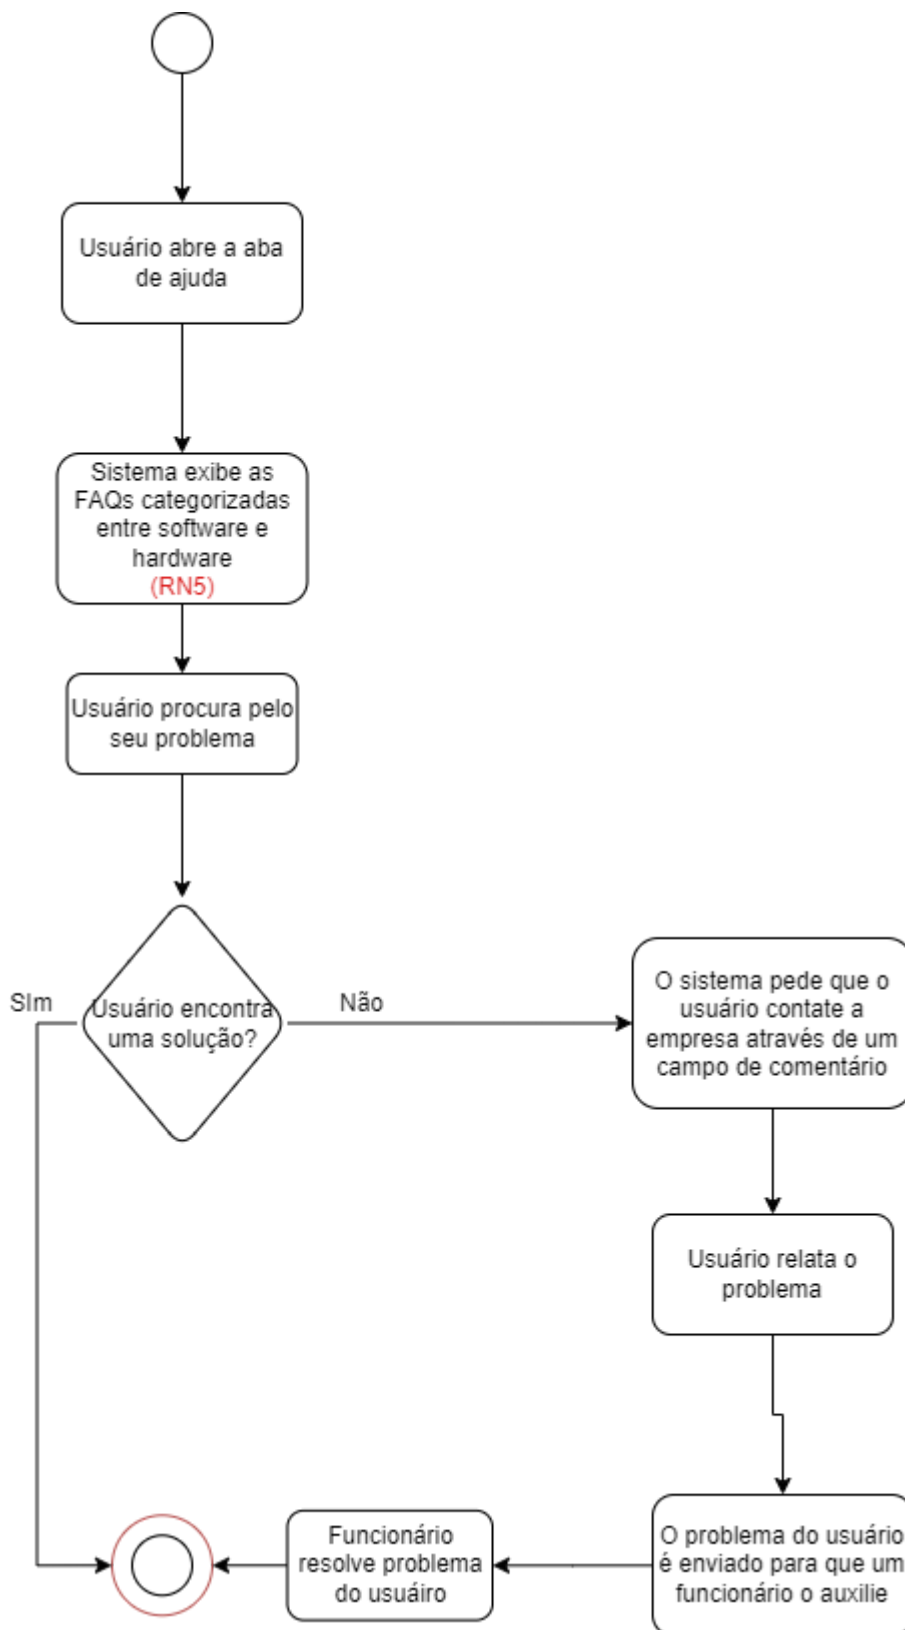 Usuário abre a aba
de ajuda
Sistema exibe as
FAQs categorizadas
entre software e
hardware
(RN5)
Usuário procura pelo
seu problema
Usuário encontra
uma solução?
SIm
Não
O sistema pede que o
usuário contate a
empresa através de um
campo de comentário
Usuário relata o
problema
O problema do usuário
é enviado para que um
funcionário o auxilie
Funcionário
resolve problema
do usuáiro